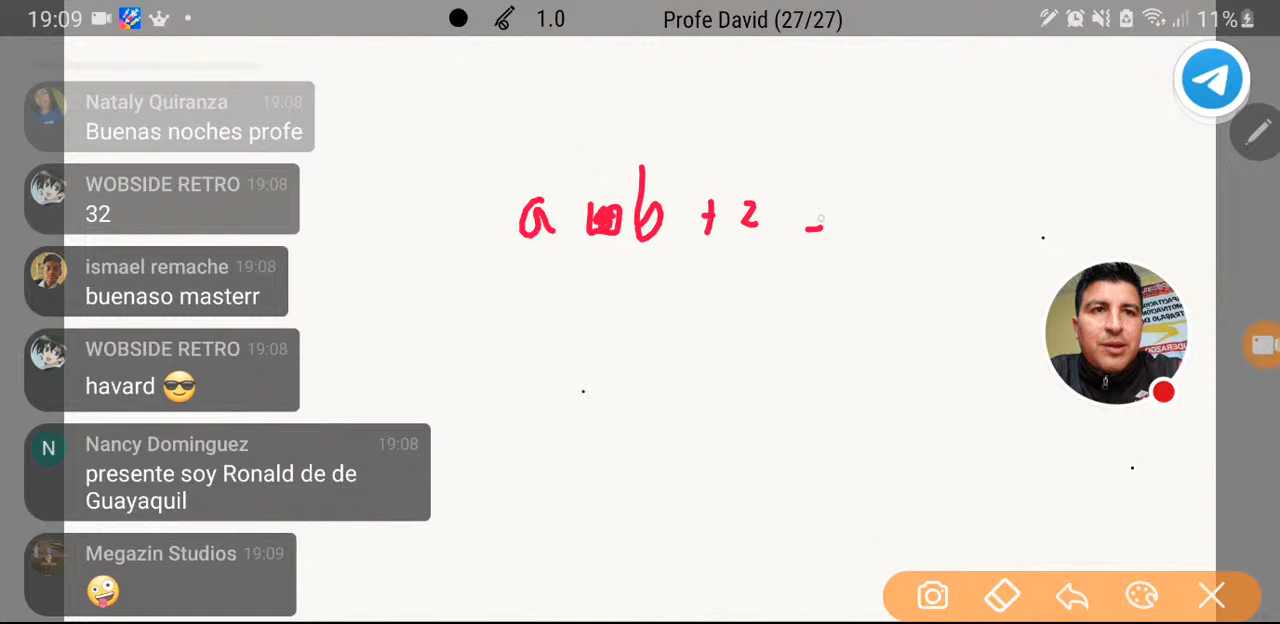 19:09
1.0
Profe David (27/27)
11%
Nataly Quiranza 19:08
Buenas noches profe
WOBSIDE RETRO 19:08
32
ismael remache 19:08
buenaso masterr
WOBSIDE RETRO 19:08
havard 😎
N Nancy Dominguez 19:08
presente soy Ronald de de
Guayaquil
Megazin Studios 19:09
🤪
a b + 2 -